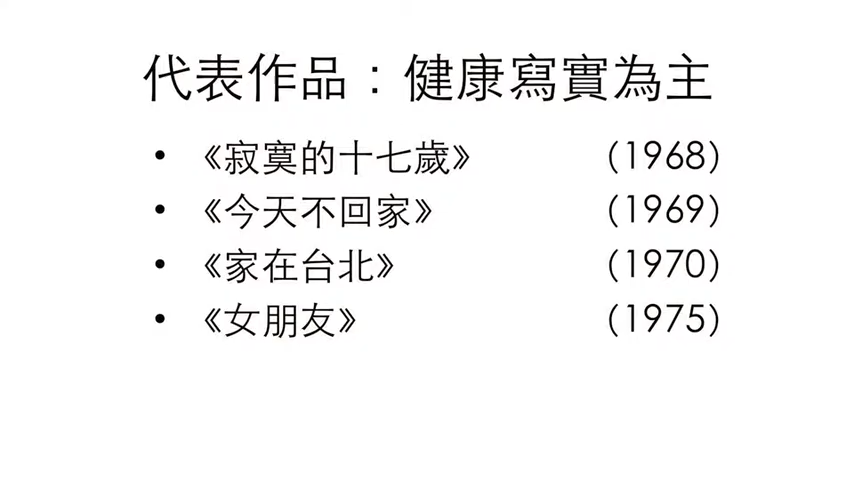 代表作品：健康寫實為主
• 《寂寞的十七歲》 (1968)
• 《今天不回家》 (1969)
• 《家在台北》 (1970)
• 《女朋友》 (1975)